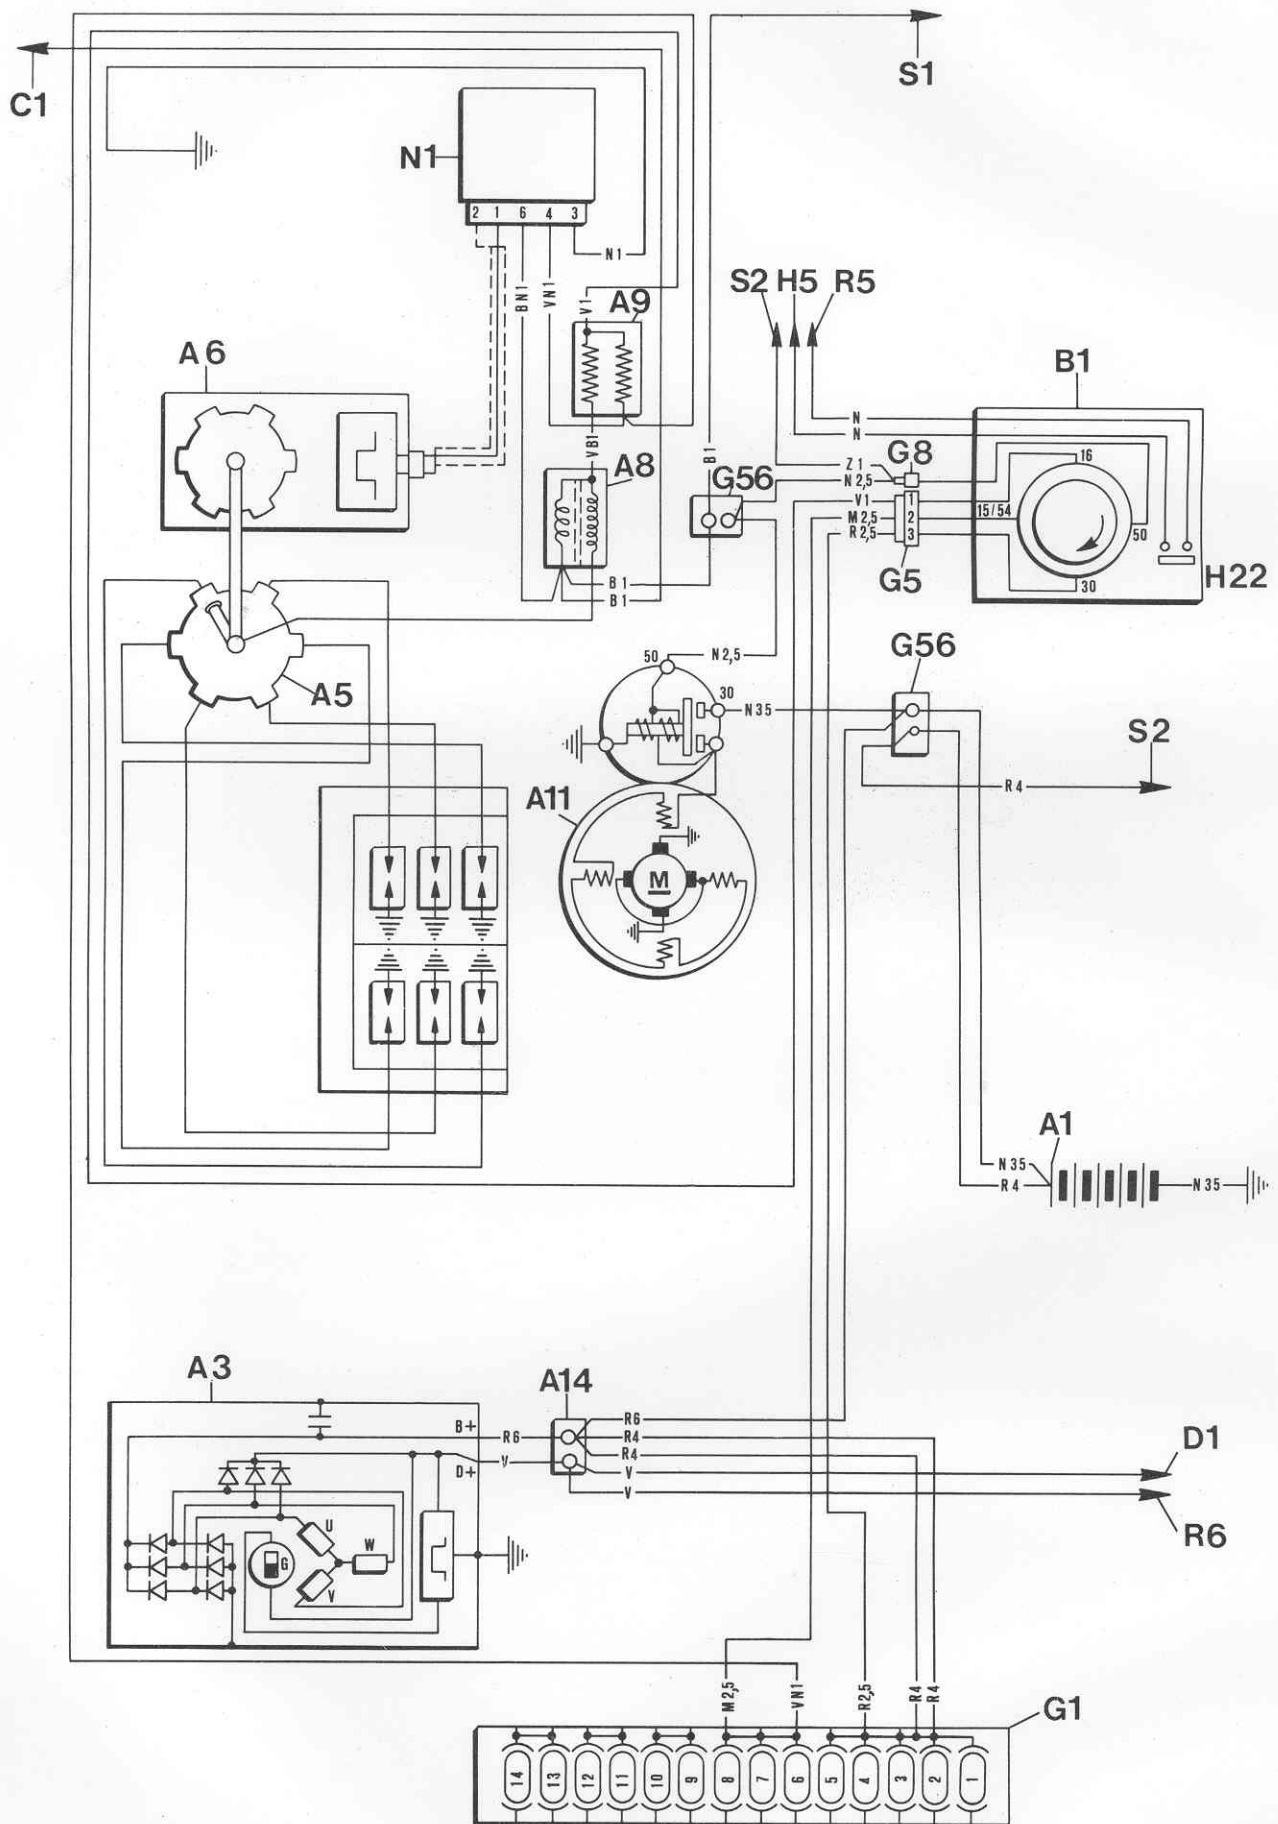 S1
C1
N1
2 1 6 4 3
N1
BN1
VN1
V1
A9
S2 H5 R5
A6
B1
N
N
VB1
A8
B1
G56
Z1
G8
N2,5
16
V1
1
15/54
M2,5
2
R2,5
3
50
G5
30
H22
B1
B1
A5
50
N2,5
G56
30
N35
S2
R4
A11
M
A1
N35
R4
N35
A3
A14
B+
R6
R6
R4
R4
D+
V
V
V
D1
R6
U
W
G
V
M2,5
VN1
R2,5
R4
R4
G1
14 13 12 11 10 9 8 7 6 5 4 3 2 1